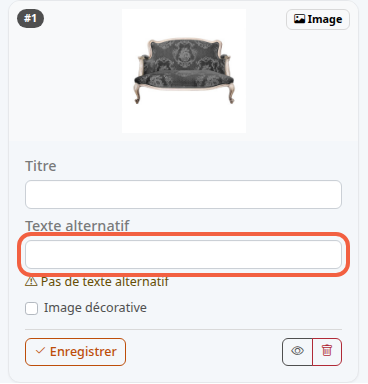 #1
Image
Titre
Texte alternatif
Pas de texte alternatif
Image décorative
Enregistrer